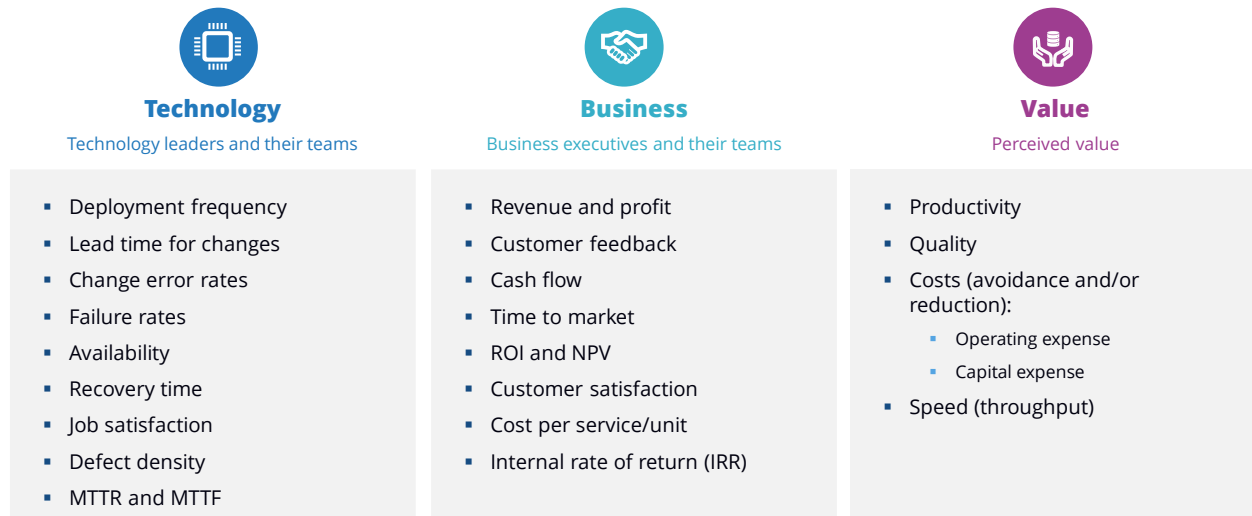 Technology
Technology leaders and their teams
▪ Deployment frequency
▪ Lead time for changes
▪ Change error rates
▪ Failure rates
▪ Availability
▪ Recovery time
▪ Job satisfaction
▪ Defect density
▪ MTTR and MTTF
Business
Business executives and their teams
▪ Revenue and profit
▪ Customer feedback
▪ Cash flow
▪ Time to market
▪ ROI and NPV
▪ Customer satisfaction
▪ Cost per service/unit
▪ Internal rate of return (IRR)
Value
Perceived value
▪ Productivity
▪ Quality
▪ Costs (avoidance and/or
reduction):
▪ Operating expense
▪ Capital expense
▪ Speed (throughput)